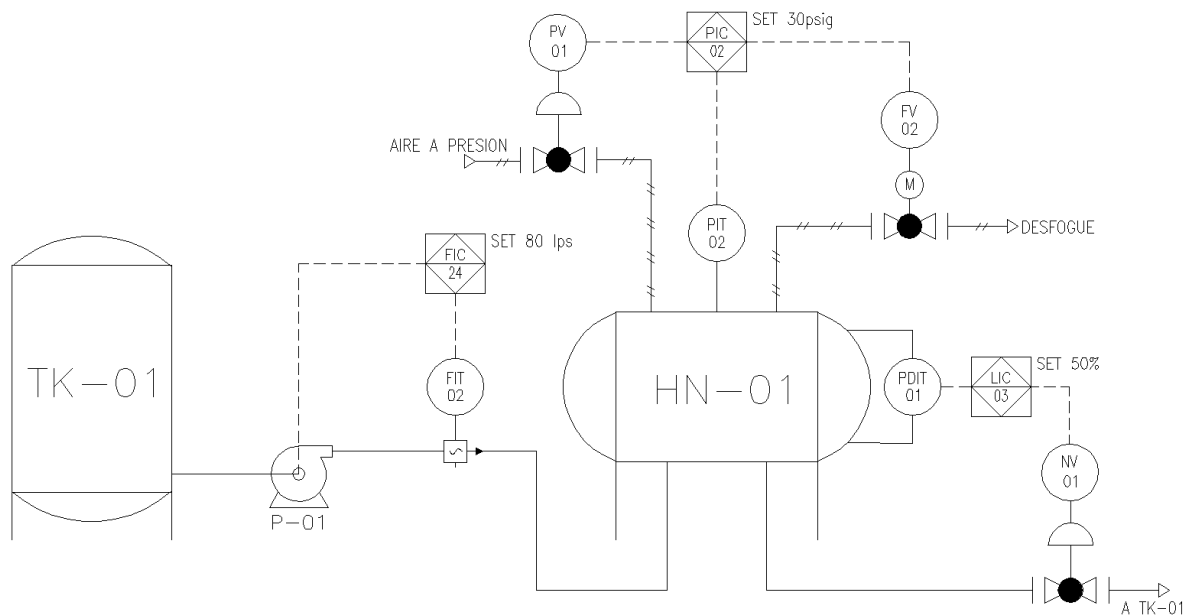 PV
01
PIC
02
SET 30psig
FV
02
AIRE A PRESION
M
PIT
02
DESFOGUE
FIC
24
SET 80 lps
TK-01
FIT
02
HN-01
PDIT
01
LIC
03
SET 50%
NV
01
P-01
A TK-01